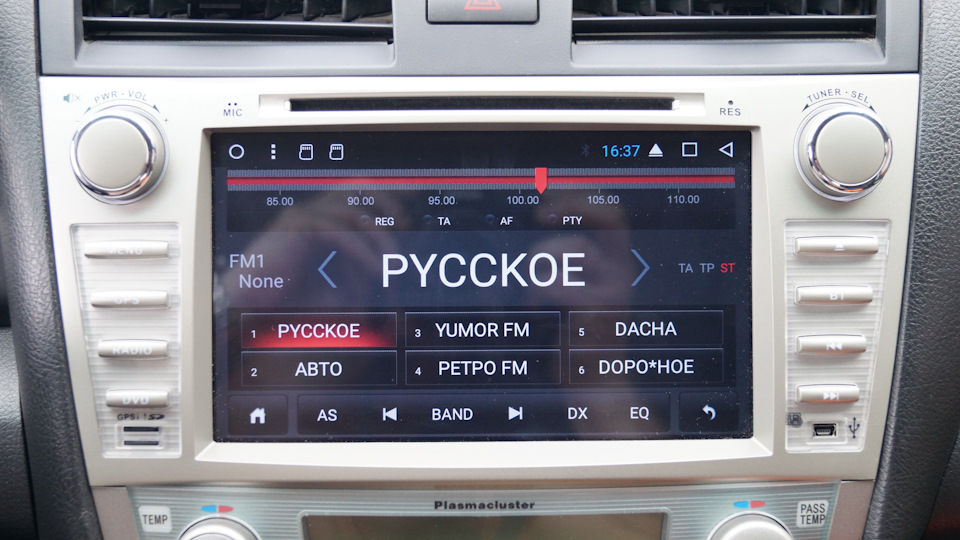 PWR · VOL
MIC
RES
TUNER · SEL
16:37
85.00 90.00 95.00 100.00 105.00 110.00
REG TA AF PTY
FM1
None
РУССКОЕ
TA TP ST
1 РУССКОЕ
3 YUMOR FM
5 DACHA
2 АВТО
4 РЕТРО FM
6 DOPO*HOE
AS BAND DX EQ
MENU
GPS
RADIO
DVD
GPS
BT
Plasmacluster
TEMP
PASS
TEMP